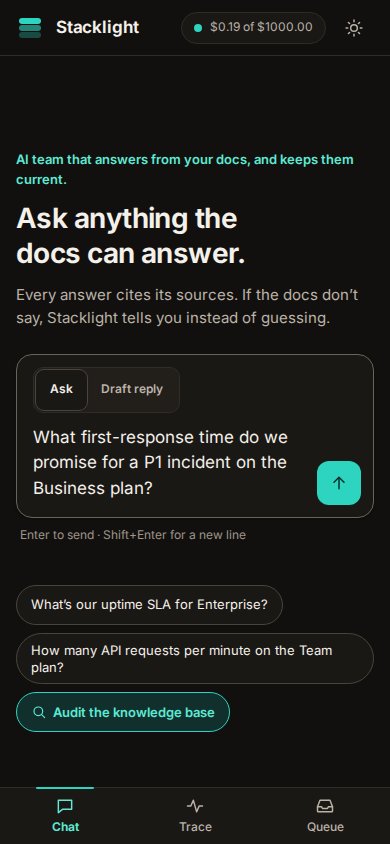 Stacklight
$0.19 of $1000.00
AI team that answers from your docs, and keeps them
current.
Ask anything the
docs can answer.
Every answer cites its sources. If the docs don’t
say, Stacklight tells you instead of guessing.
Ask
Draft reply
What first-response time do we
promise for a P1 incident on the
Business plan?
Enter to send · Shift+Enter for a new line
What’s our uptime SLA for Enterprise?
How many API requests per minute on the Team
plan?
Audit the knowledge base
Chat
Trace
Queue